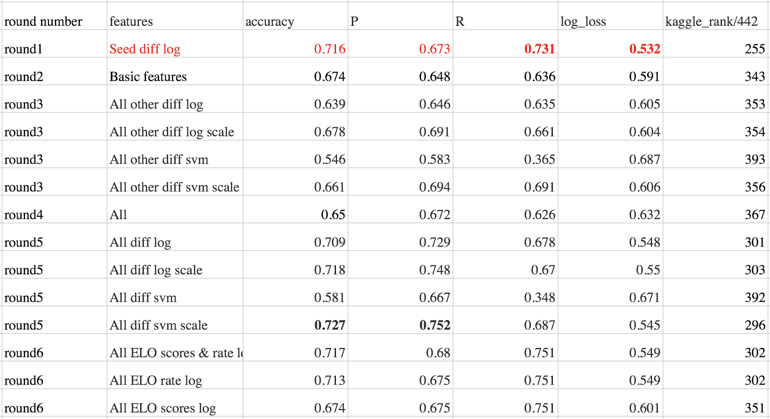 round number features accuracy P R log_loss kaggle_rank/442
round1 Seed diff log 0.716 0.673 0.731 0.532 255
round2 Basic features 0.674 0.648 0.636 0.591 343
round3 All other diff log 0.639 0.646 0.635 0.605 353
round3 All other diff log scale 0.678 0.691 0.661 0.604 354
round3 All other diff svm 0.546 0.583 0.365 0.687 393
round3 All other diff svm scale 0.661 0.694 0.691 0.606 356
round4 All 0.65 0.672 0.626 0.632 367
round5 All diff log 0.709 0.729 0.678 0.548 301
round5 All diff log scale 0.718 0.748 0.67 0.55 303
round5 All diff svm 0.581 0.667 0.348 0.671 392
round5 All diff svm scale 0.727 0.752 0.687 0.545 296
round6 All ELO scores & rate 0.717 0.68 0.751 0.549 302
round6 All ELO rate log 0.713 0.675 0.751 0.549 302
round6 All ELO scores log 0.674 0.675 0.751 0.601 351